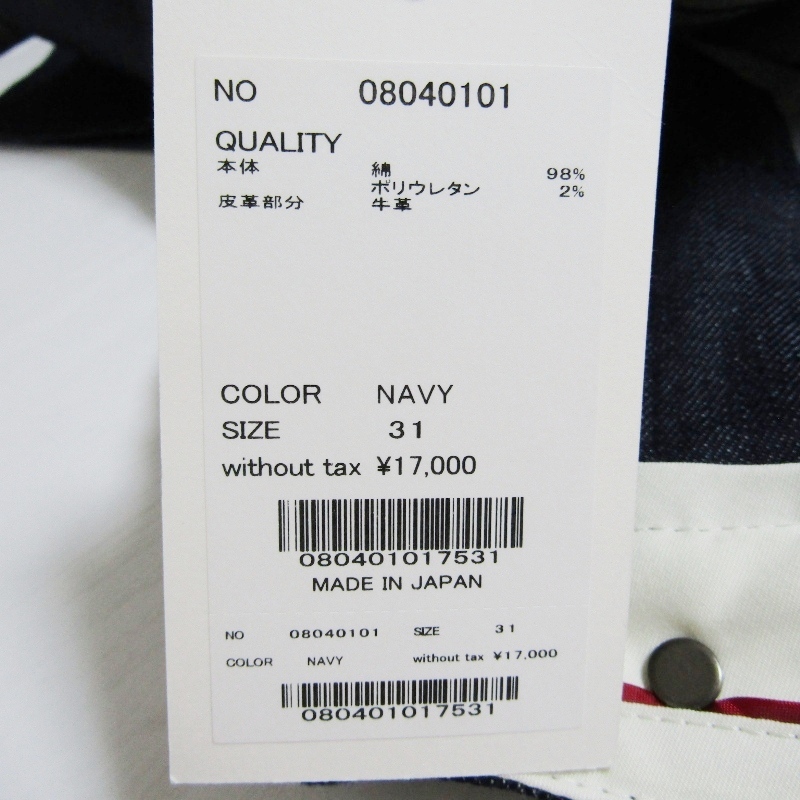 NO 08040101
QUALITY
本体 綿 98%
ポリウレタン 2%
皮革部分 牛革
COLOR NAVY
SIZE 31
without tax ¥17,000
080401017531
MADE IN JAPAN
NO 08040101 SIZE 31
COLOR NAVY without tax ¥17,000
080401017531